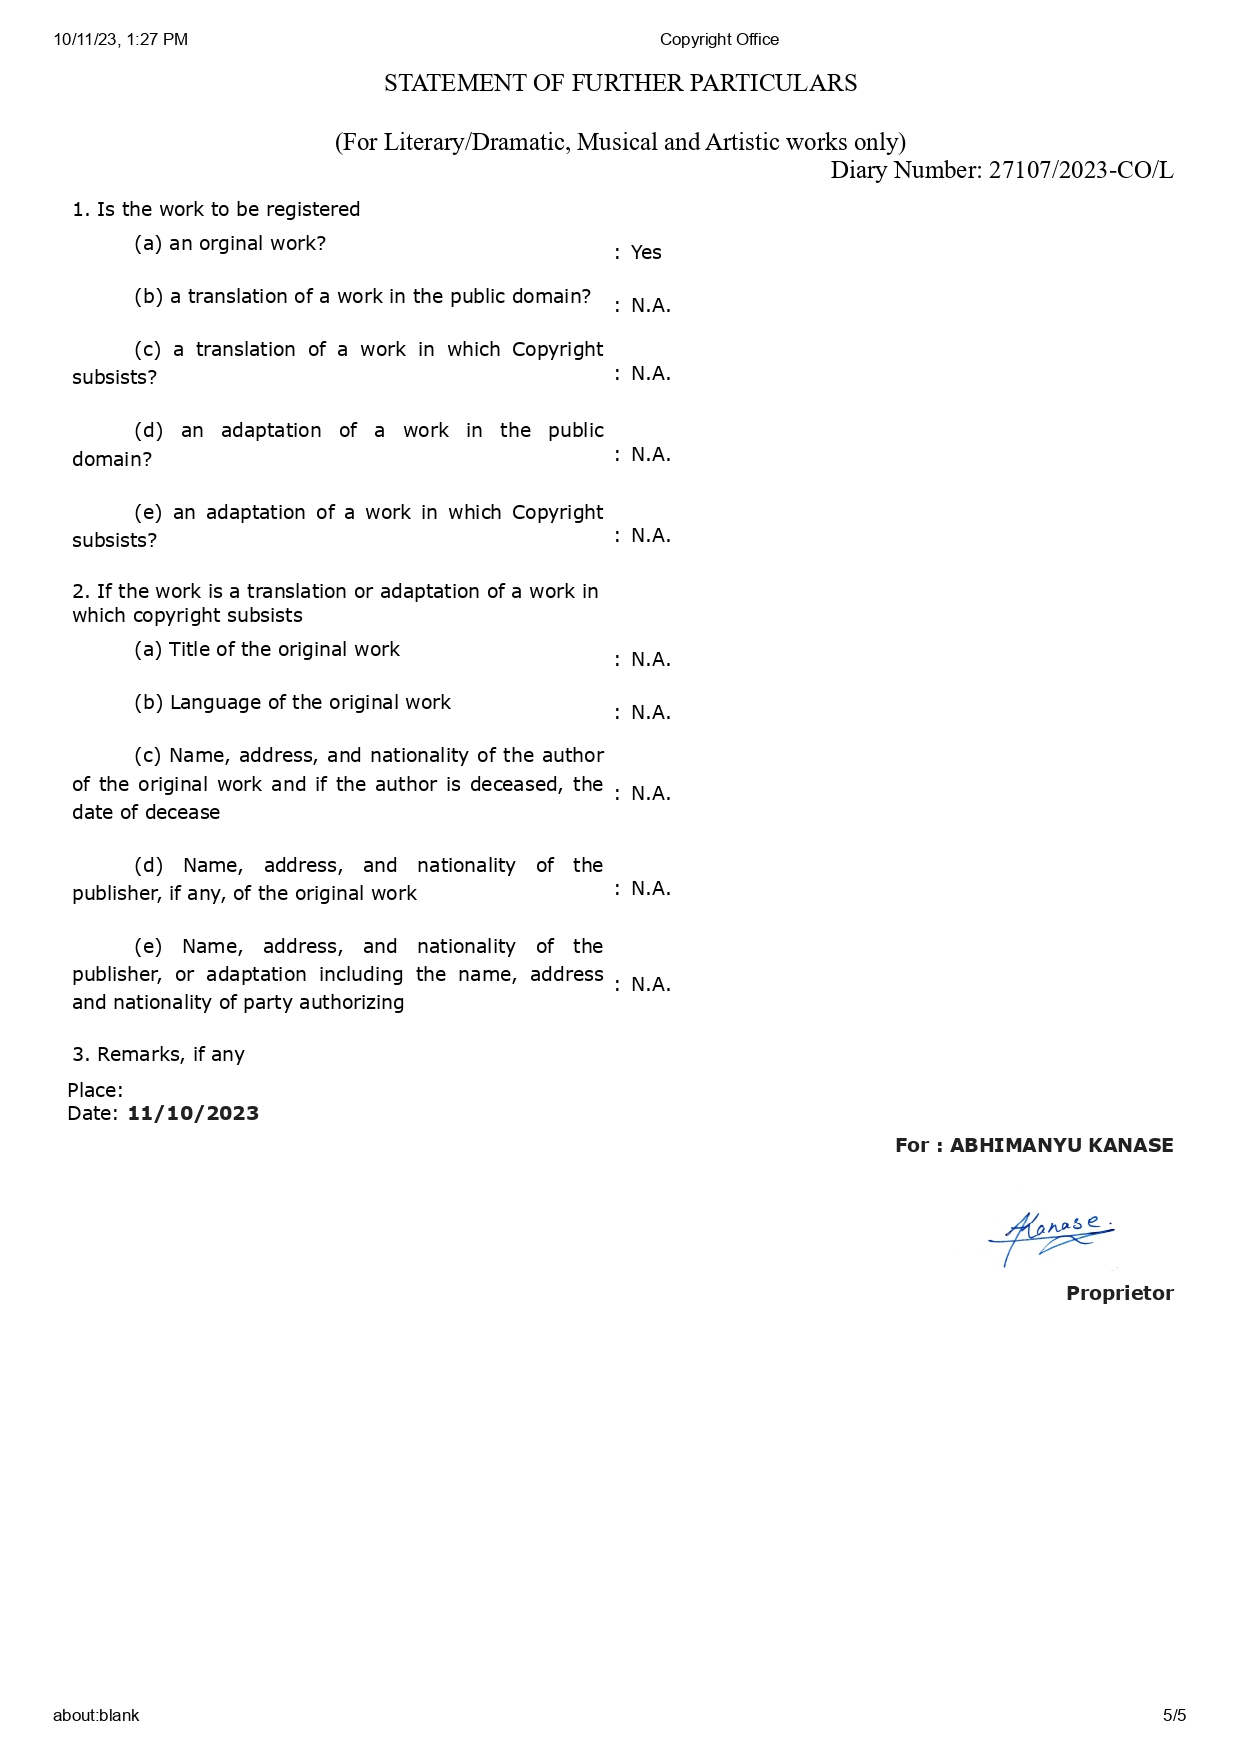 10/11/23, 1:27 PM Copyright Office
STATEMENT OF FURTHER PARTICULARS
(For Literary/Dramatic, Musical and Artistic works only)
Diary Number: 27107/2023-CO/L
1. Is the work to be registered
(a) an orginal work? : Yes
(b) a translation of a work in the public domain? : N.A.
(c) a translation of a work in which Copyright
subsists? : N.A.
(d) an adaptation of a work in the public
domain? : N.A.
(e) an adaptation of a work in which Copyright
subsists? : N.A.
2. If the work is a translation or adaptation of a work in
which copyright subsists
(a) Title of the original work : N.A.
(b) Language of the original work : N.A.
(c) Name, address, and nationality of the author
of the original work and if the author is deceased, the : N.A.
date of decease
(d) Name, address, and nationality of the
publisher, if any, of the original work : N.A.
(e) Name, address, and nationality of the
publisher, or adaptation including the name, address : N.A.
and nationality of party authorizing
3. Remarks, if any
Place:
Date: 11/10/2023
For : ABHIMANYU KANASE
AKanase.
Proprietor
about:blank 5/5